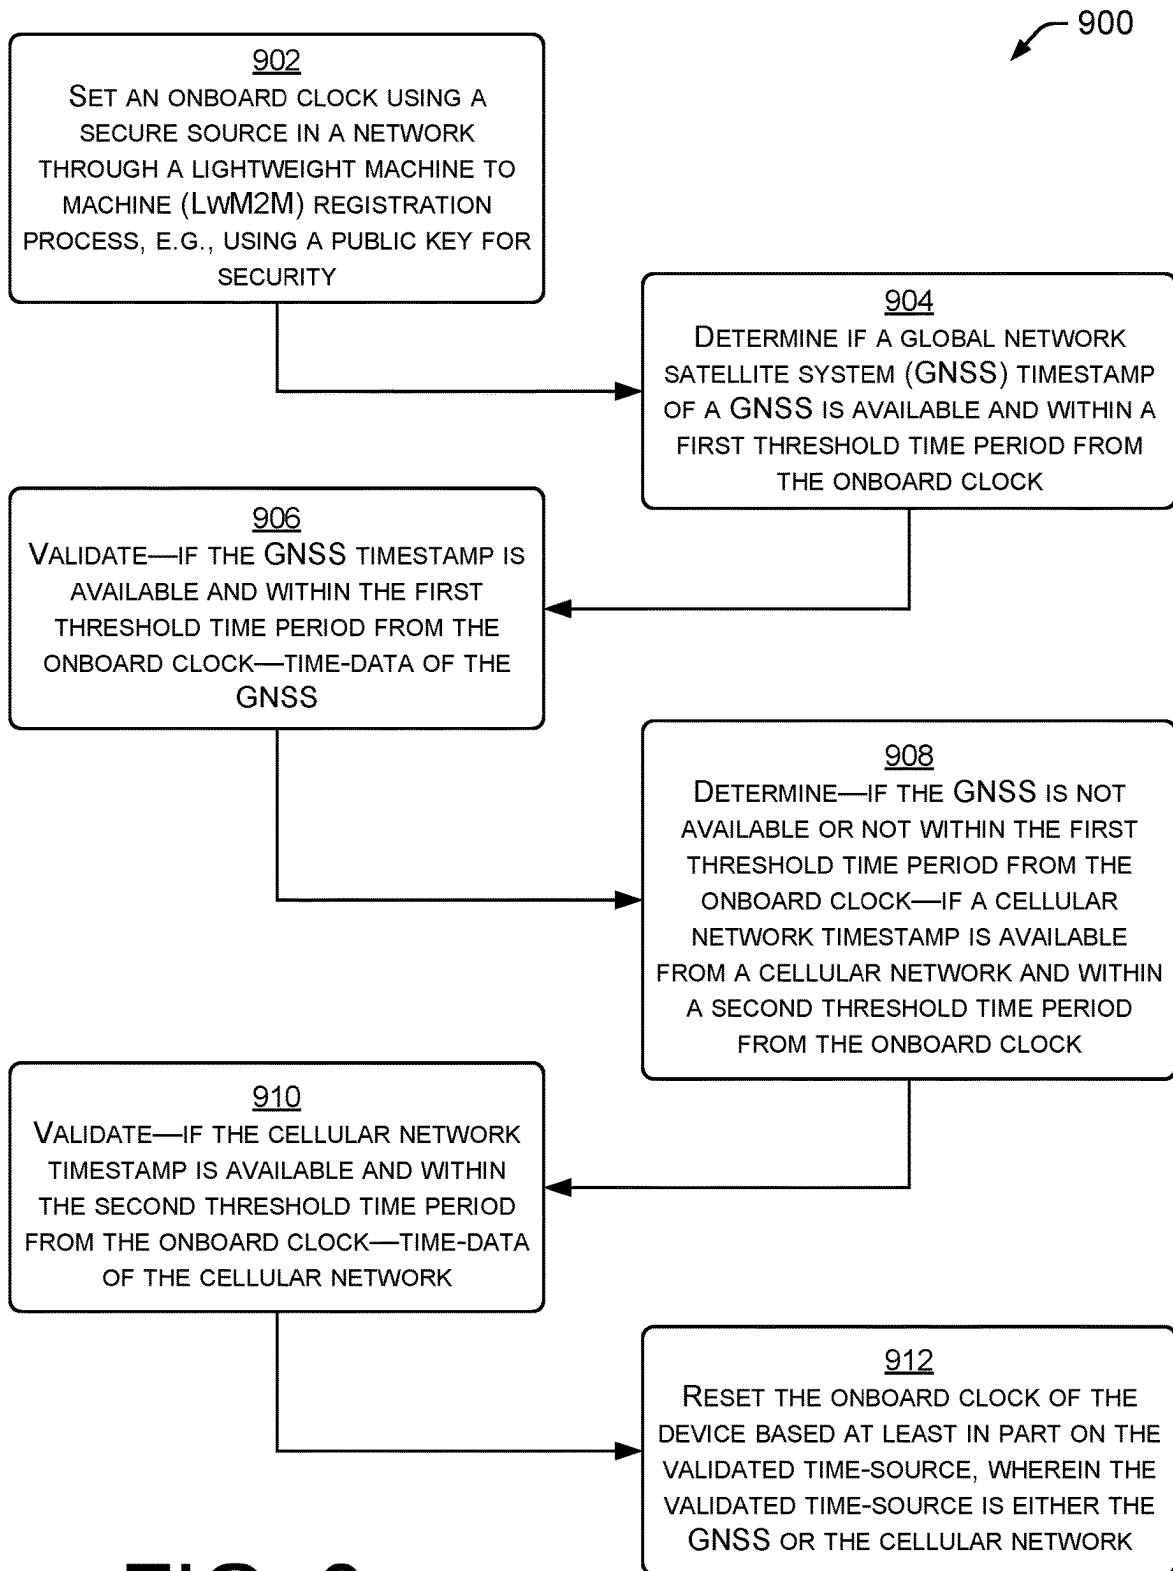 900
902
SET AN ONBOARD CLOCK USING A
SECURE SOURCE IN A NETWORK
THROUGH A LIGHTWEIGHT MACHINE TO
MACHINE (LWM2M) REGISTRATION
PROCESS, E.G., USING A PUBLIC KEY FOR
SECURITY
904
DETERMINE IF A GLOBAL NETWORK
SATELLITE SYSTEM (GNSS) TIMESTAMP
OF A GNSS IS AVAILABLE AND WITHIN A
FIRST THRESHOLD TIME PERIOD FROM
THE ONBOARD CLOCK
906
VALIDATE—IF THE GNSS TIMESTAMP IS
AVAILABLE AND WITHIN THE FIRST
THRESHOLD TIME PERIOD FROM THE
ONBOARD CLOCK—TIME-DATA OF THE
GNSS
908
DETERMINE—IF THE GNSS IS NOT
AVAILABLE OR NOT WITHIN THE FIRST
THRESHOLD TIME PERIOD FROM THE
ONBOARD CLOCK—IF A CELLULAR
NETWORK TIMESTAMP IS AVAILABLE
FROM A CELLULAR NETWORK AND WITHIN
A SECOND THRESHOLD TIME PERIOD
FROM THE ONBOARD CLOCK
910
VALIDATE—IF THE CELLULAR NETWORK
TIMESTAMP IS AVAILABLE AND WITHIN
THE SECOND THRESHOLD TIME PERIOD
FROM THE ONBOARD CLOCK—TIME-DATA
OF THE CELLULAR NETWORK
912
RESET THE ONBOARD CLOCK OF THE
DEVICE BASED AT LEAST IN PART ON THE
VALIDATED TIME-SOURCE, WHEREIN THE
VALIDATED TIME-SOURCE IS EITHER THE
GNSS OR THE CELLULAR NETWORK